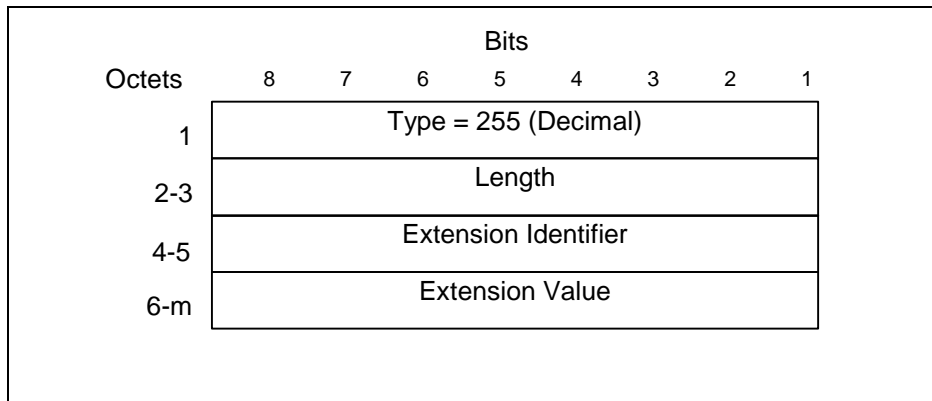 Bits
Octets 8 7 6 5 4 3 2 1
1 Type = 255 (Decimal)
2-3 Length
4-5 Extension Identifier
6-m Extension Value